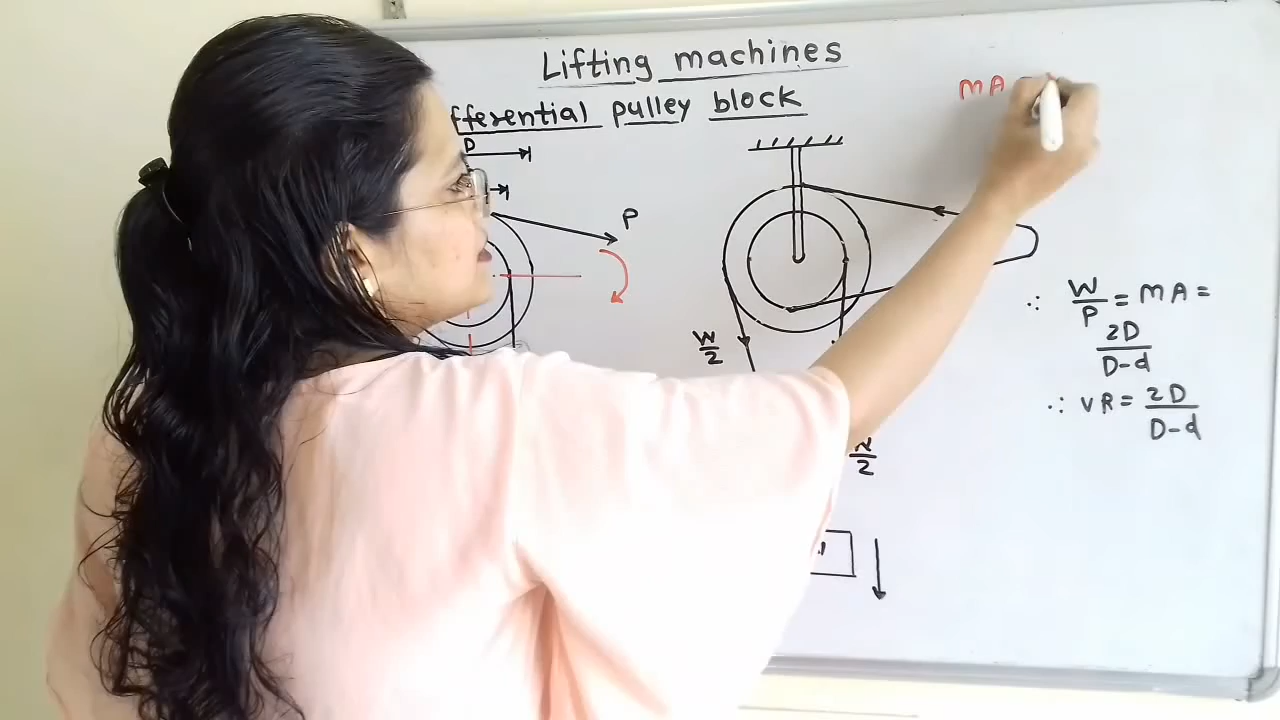 Lifting machines
fferential pulley block
MA
D
P
W/2
∴ W/P = MA =
2D/D-d
∴ VR = 2D/D-d
/2